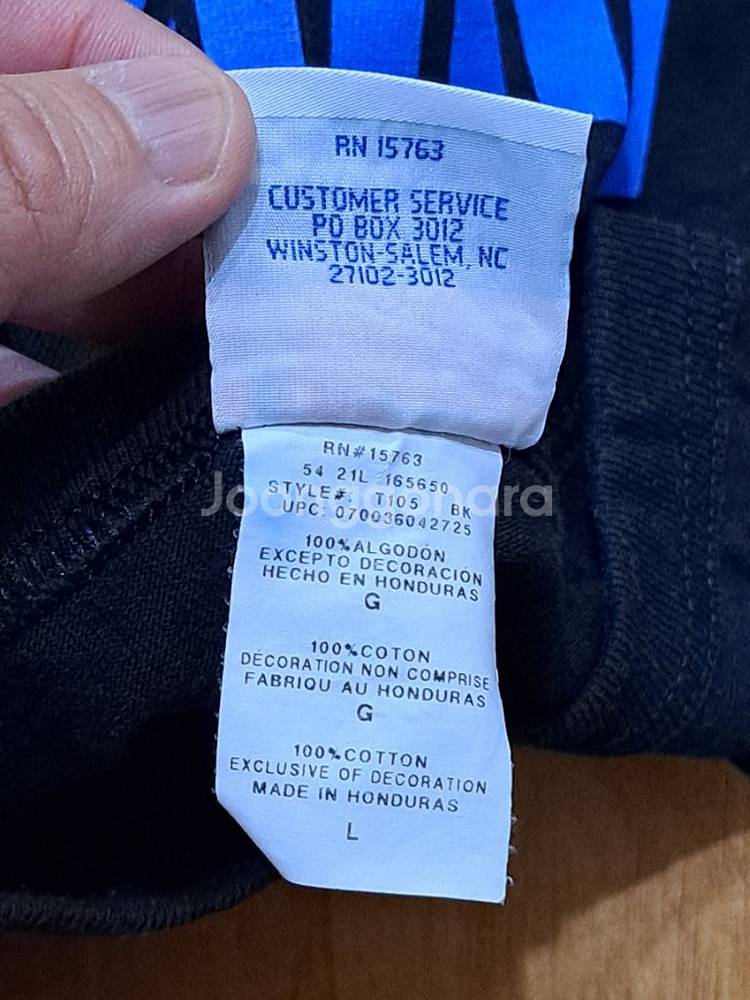 RN 15763
CUSTOMER SERVICE
PO BOX 3012
WINSTON-SALEM, NC
27102-3012
RN#15763
54 21L 165650
STYLE#: T105 BK
UPC: 070036042725
100%ALGODÓN
EXCEPTO DECORACIÓN
HECHO EN HONDURAS
G
100%COTON
DÉCORATION NON COMPRISE
FABRIQU AU HONDURAS
G
100%COTTON
EXCLUSIVE OF DECORATION
MADE IN HONDURAS
L
Joonggonara